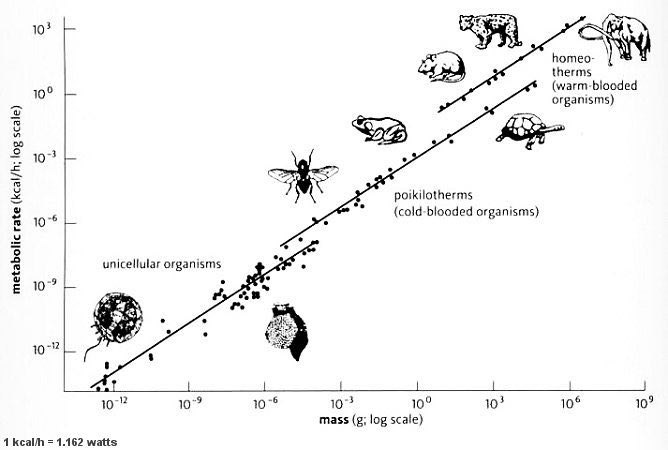 10³
10⁰
10⁻³
10⁻⁶
10⁻⁹
10⁻¹²
metabolic rate (kcal/h; log scale)
homeo-
therms
(warm-blooded
organisms)
poikilotherms
(cold-blooded organisms)
unicellular organisms
10⁻¹² 10⁻⁹ 10⁻⁶ 10⁻³ 10⁰ 10³ 10⁶ 10⁹
mass (g; log scale)
1 kcal/h = 1.162 watts